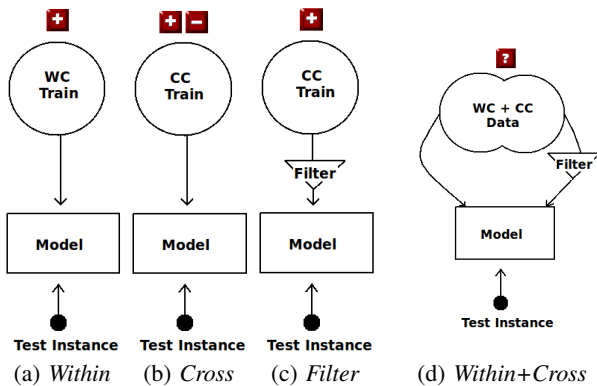 +
+ −
+
?
WC
Train
CC
Train
CC
Train
WC + CC
Data
Filter
Filter
Model
Model
Model
Model
Test Instance
Test Instance
Test Instance
Test Instance
(a) Within
(b) Cross
(c) Filter
(d) Within+Cross